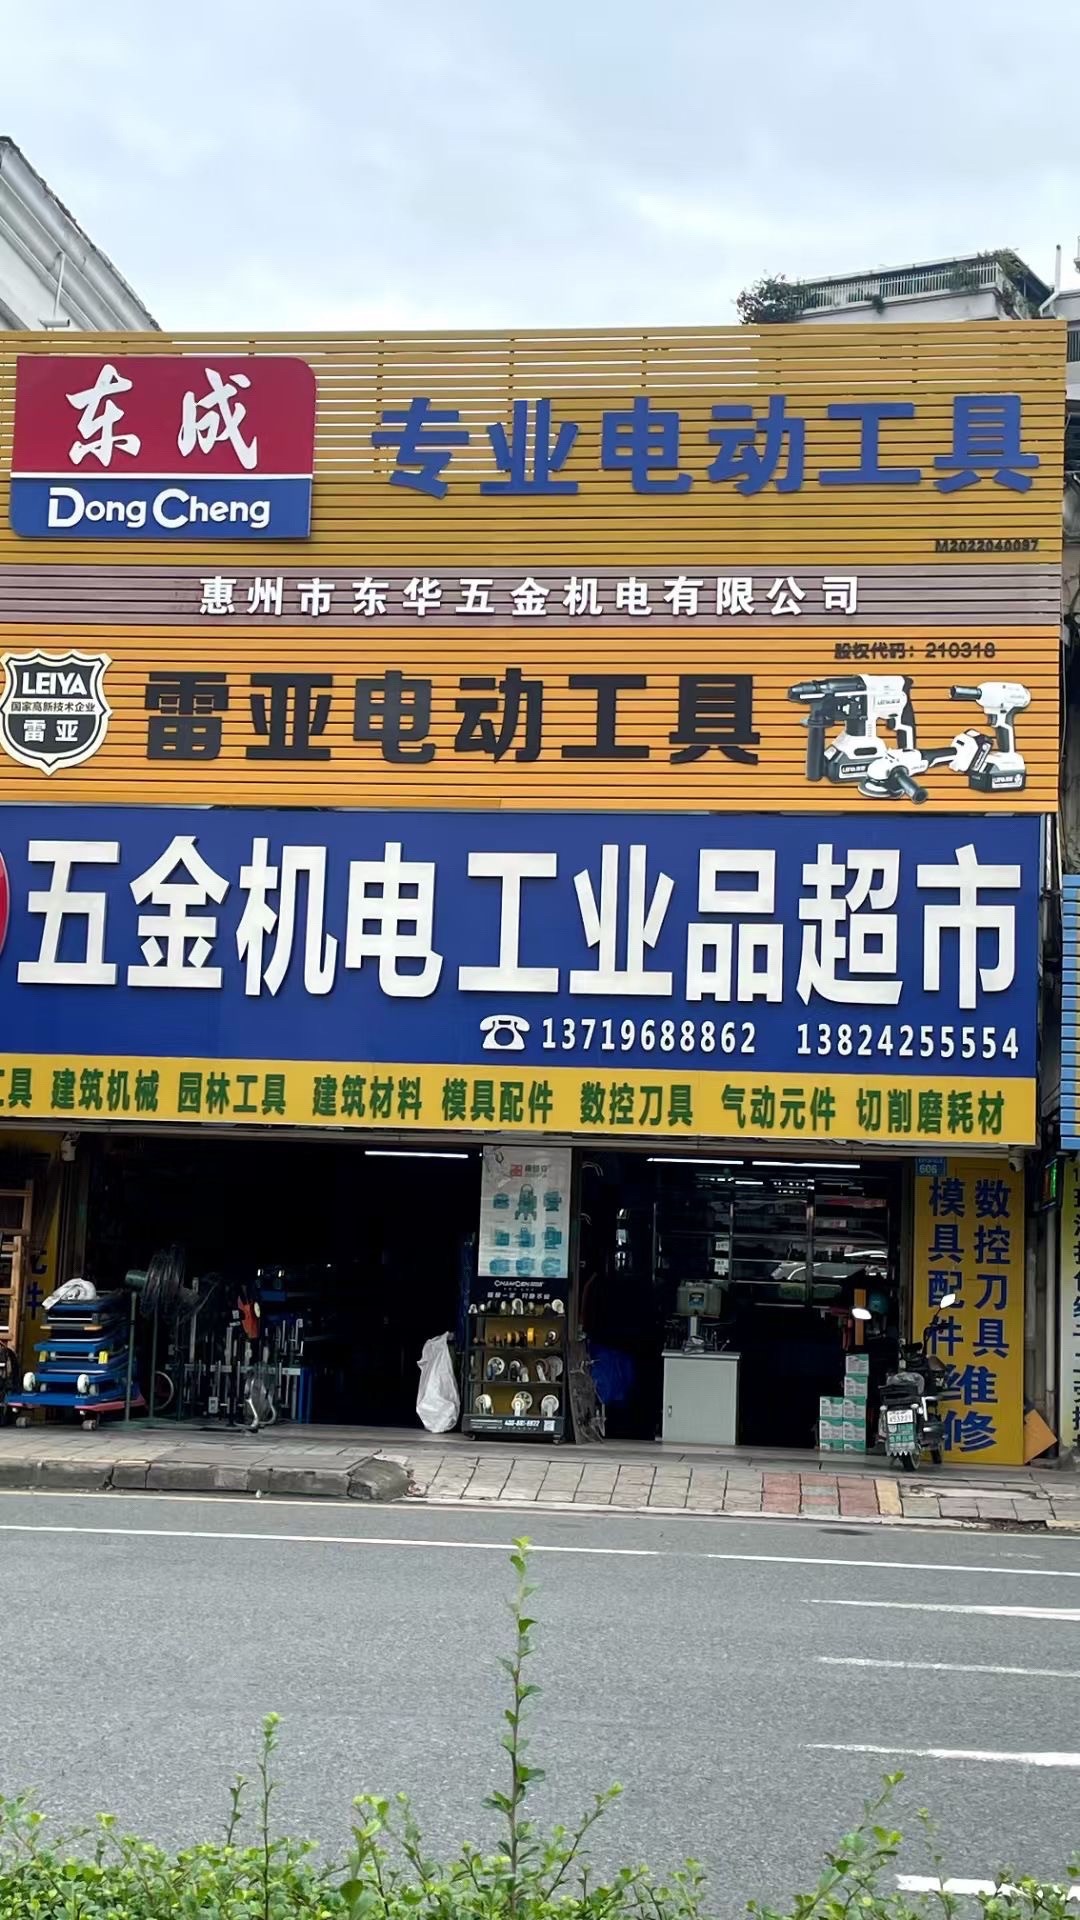 东成
DongCheng
专业电动工具
M2022040097
惠州市东华五金机电有限公司
股权代码：210318
LEIYA
国家高新技术企业
雷亚
雷亚电动工具
五金机电工业品超市
13719688862 13824255554
工具 建筑机械 园林工具 建筑材料 模具配件 数控刀具 气动元件 切削磨耗材
606
数控刀具
模具配件
维修